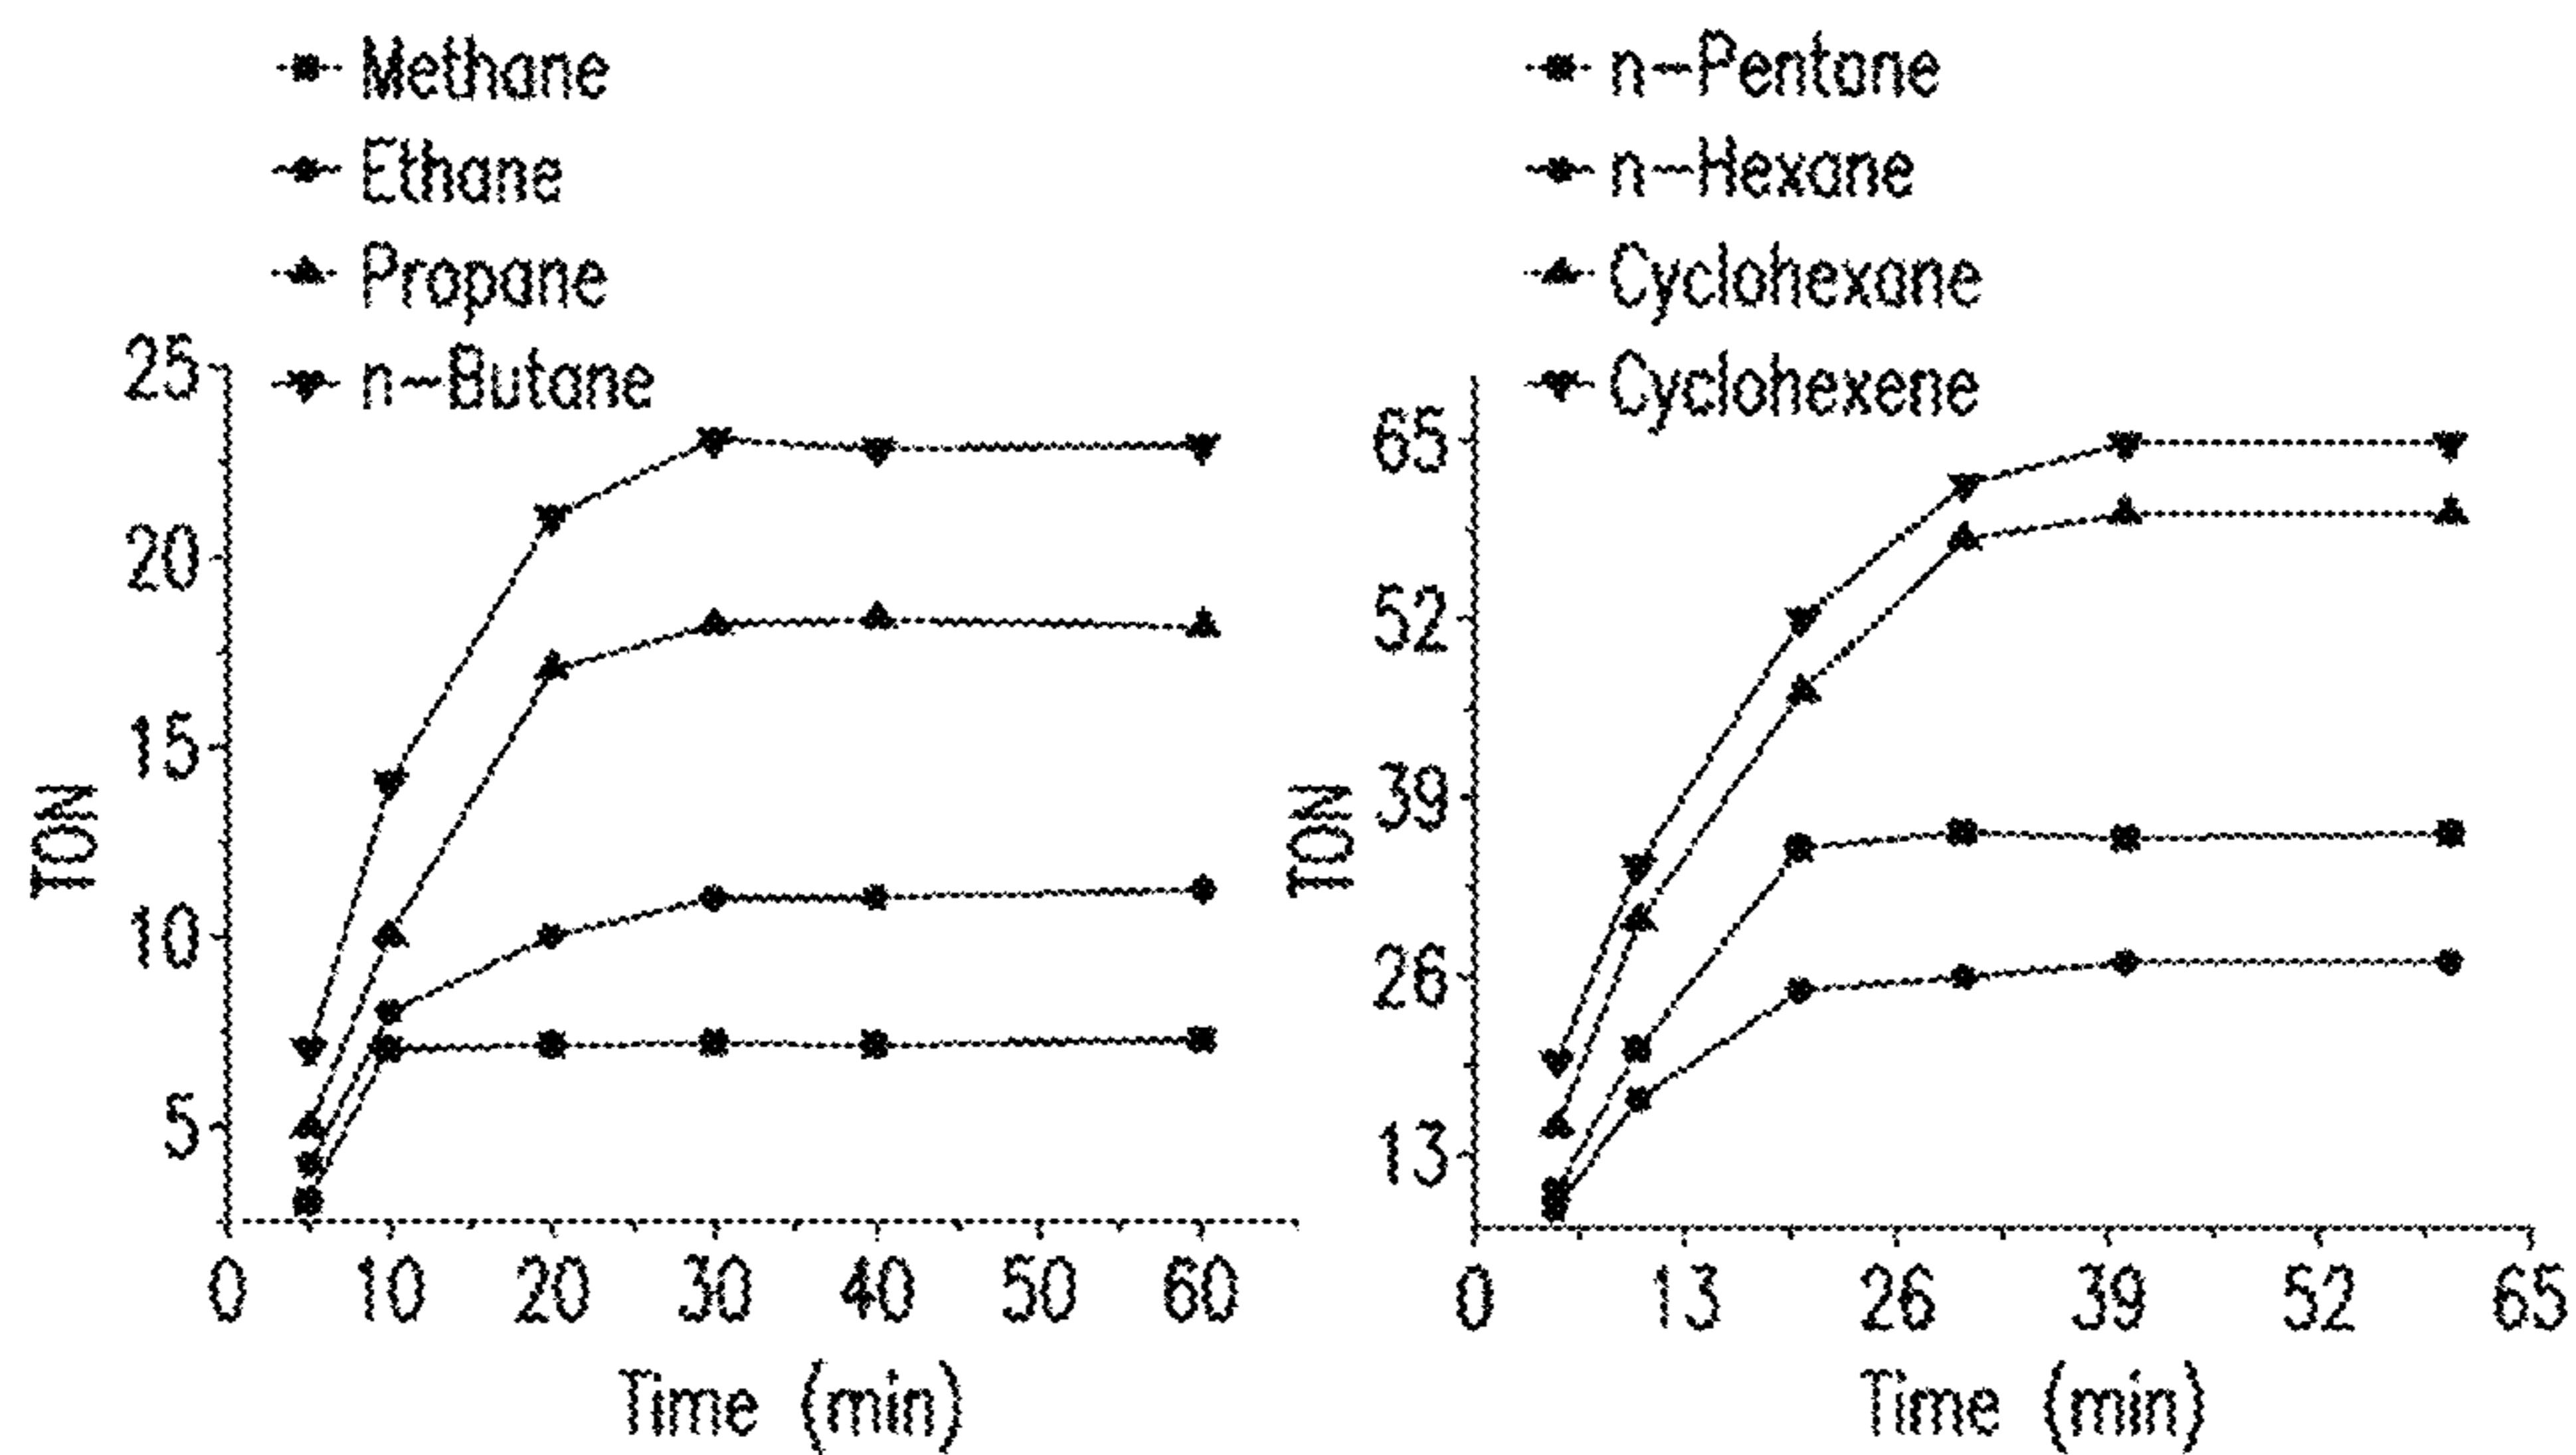 Methane
Ethane
Propane
n-Butane
25
20
15
10
5
TON
0 10 20 30 40 50 60
Time (min)
n-Pentane
n-Hexane
Cyclohexane
Cyclohexene
65
52
39
26
13
TON
0 13 26 39 52 65
Time (min)